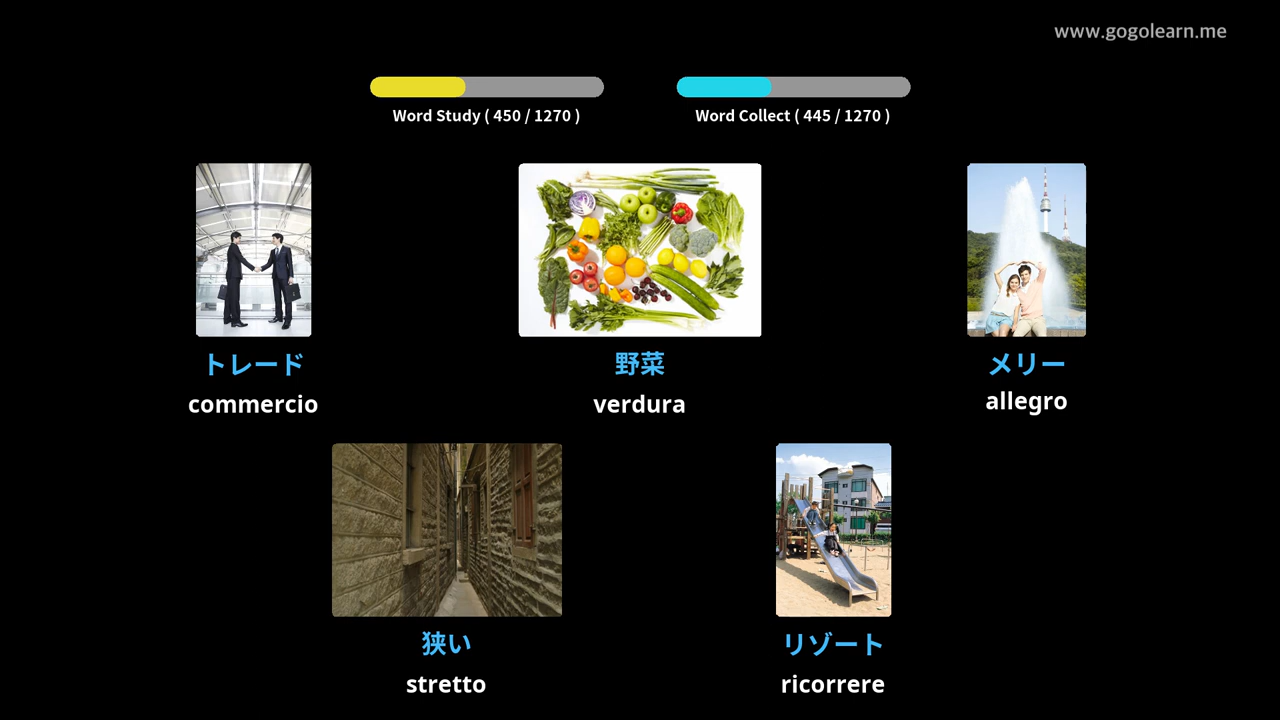 www.gogolearn.me
Word Study ( 450 / 1270 )
Word Collect ( 445 / 1270 )
トレード
commercio
野菜
verdura
メリー
allegro
狭い
stretto
リゾート
ricorrere